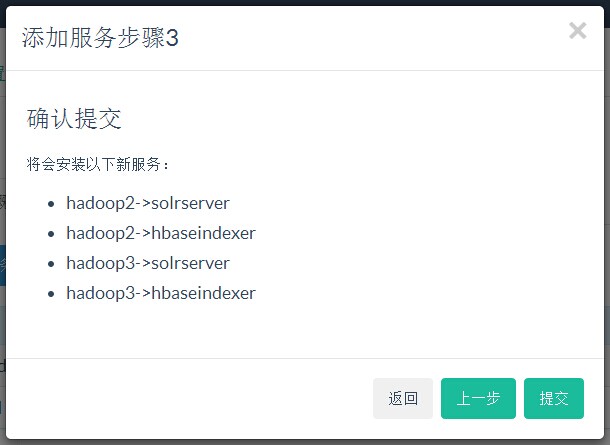 添加服务步骤3
×
确认提交
将会安装以下新服务：
hadoop2->solrserver
hadoop2->hbaseindexer
hadoop3->solrserver
hadoop3->hbaseindexer
返回
上一步
提交